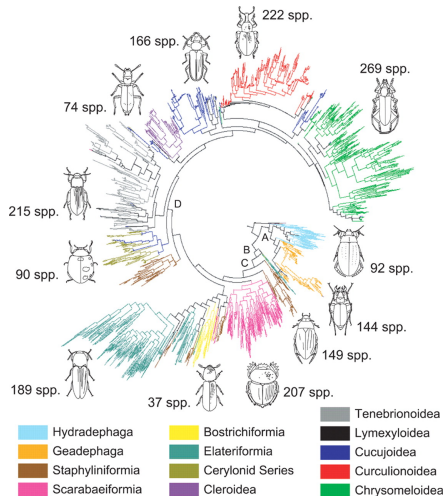 222 spp.
166 spp.
269 spp.
74 spp.
215 spp.
D
A
B
C
92 spp.
90 spp.
144 spp.
149 spp.
189 spp.
37 spp.
207 spp.
Hydradephaga
Geadephaga
Staphyliniformia
Scarabaeiformia
Bostrichiformia
Elateriformia
Cerylonid Series
Cleroidea
Tenebrionoidea
Lymexyloidea
Cucujoidea
Curculionoidea
Chrysomeloidea